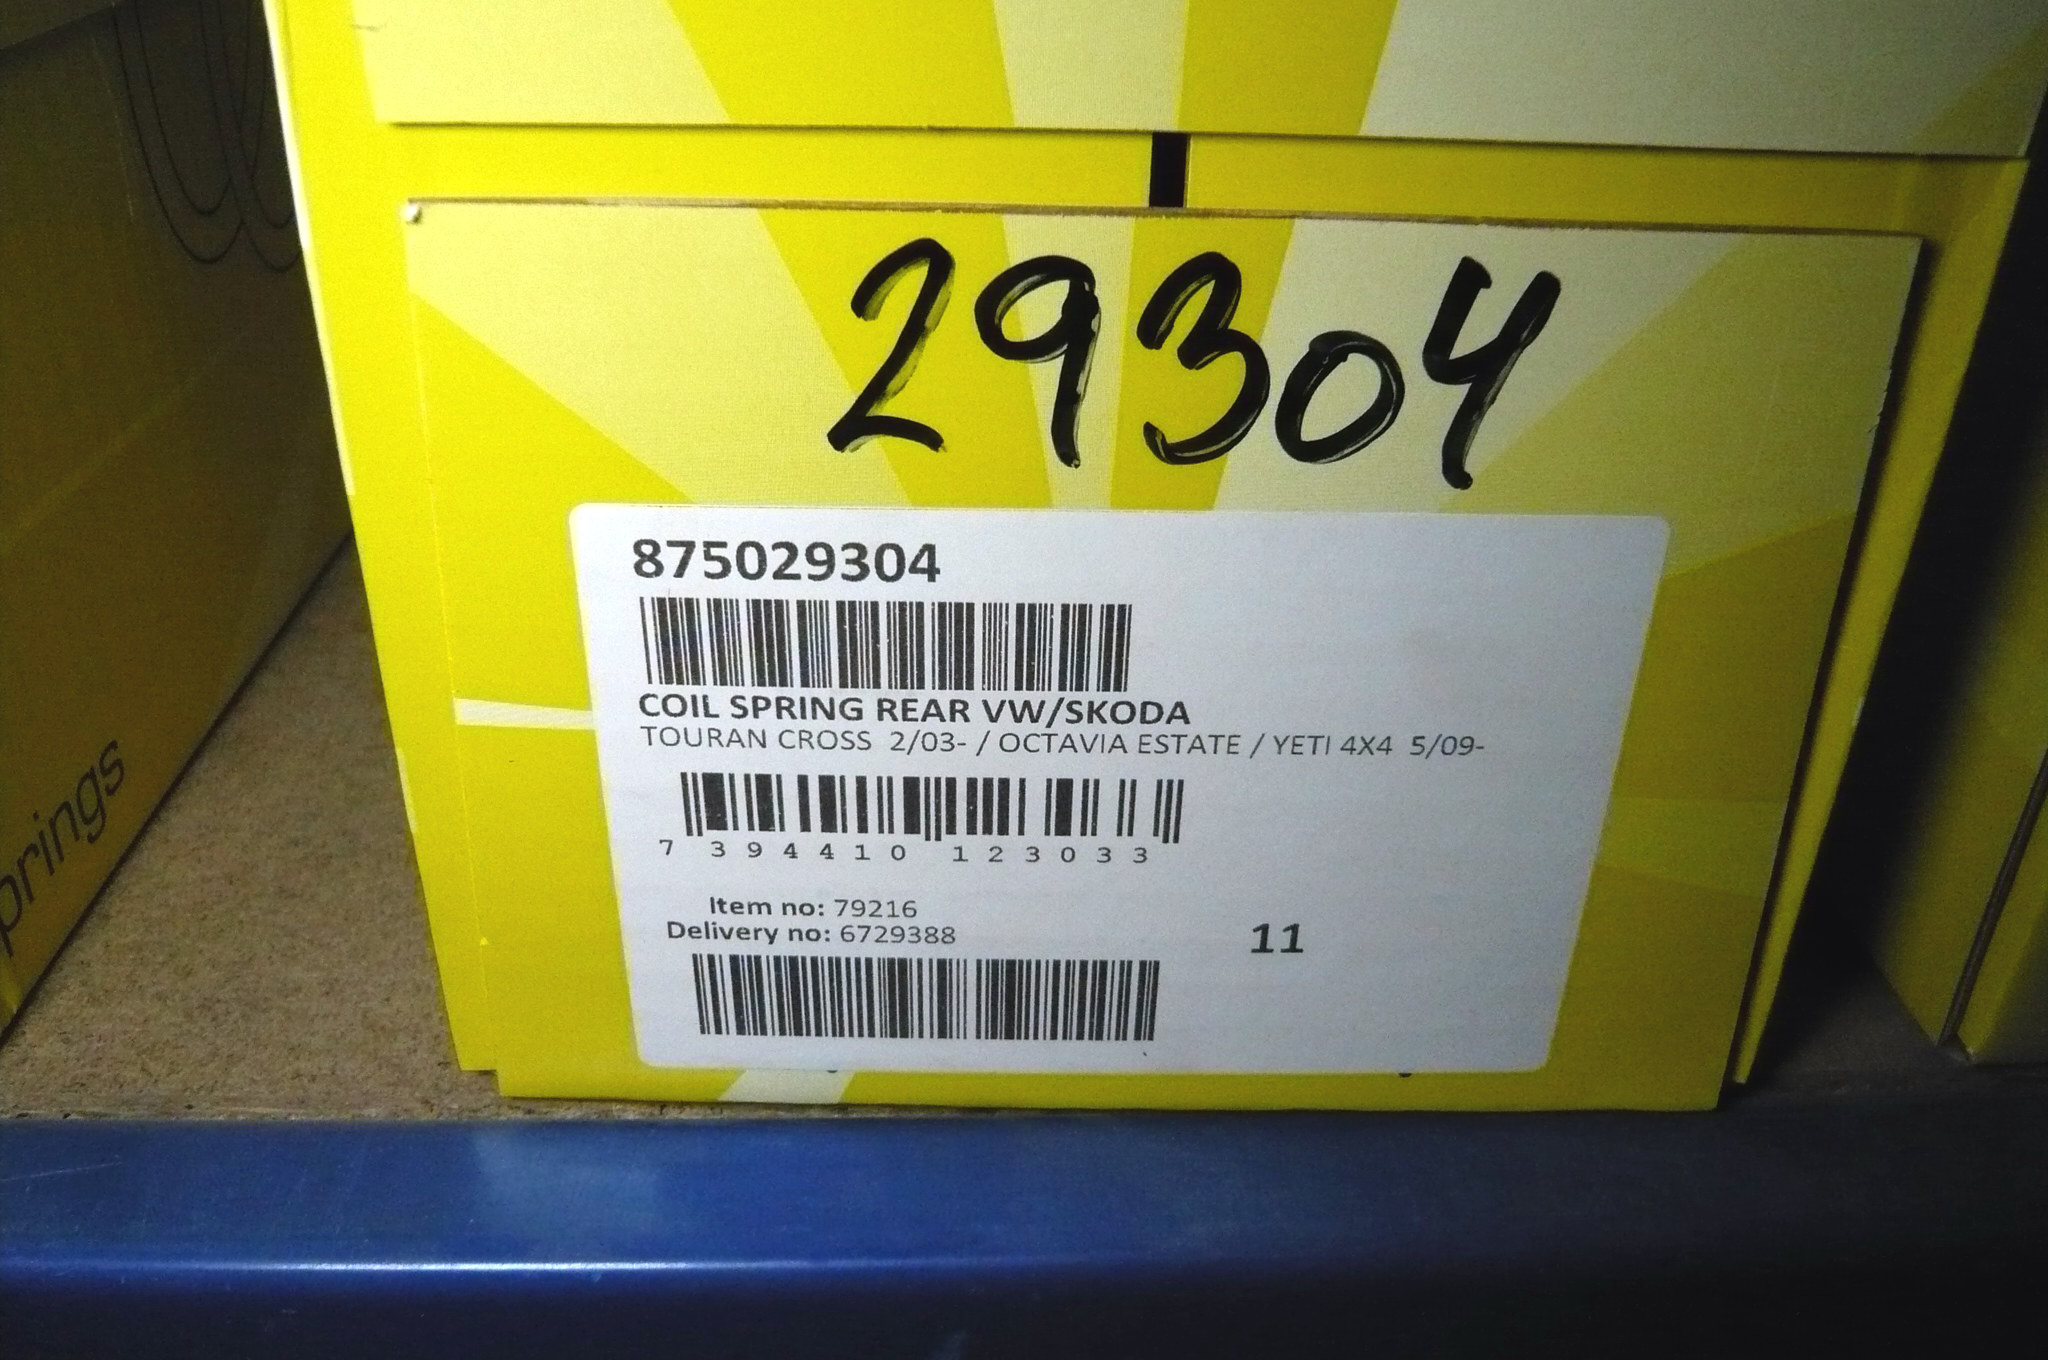 29304
875029304
COIL SPRING REAR VW/SKODA
TOURAN CROSS 2/03- / OCTAVIA ESTATE / YETI 4X4 5/09-
7 394410 123033
Item no: 79216
Delivery no: 6729388
11
prings